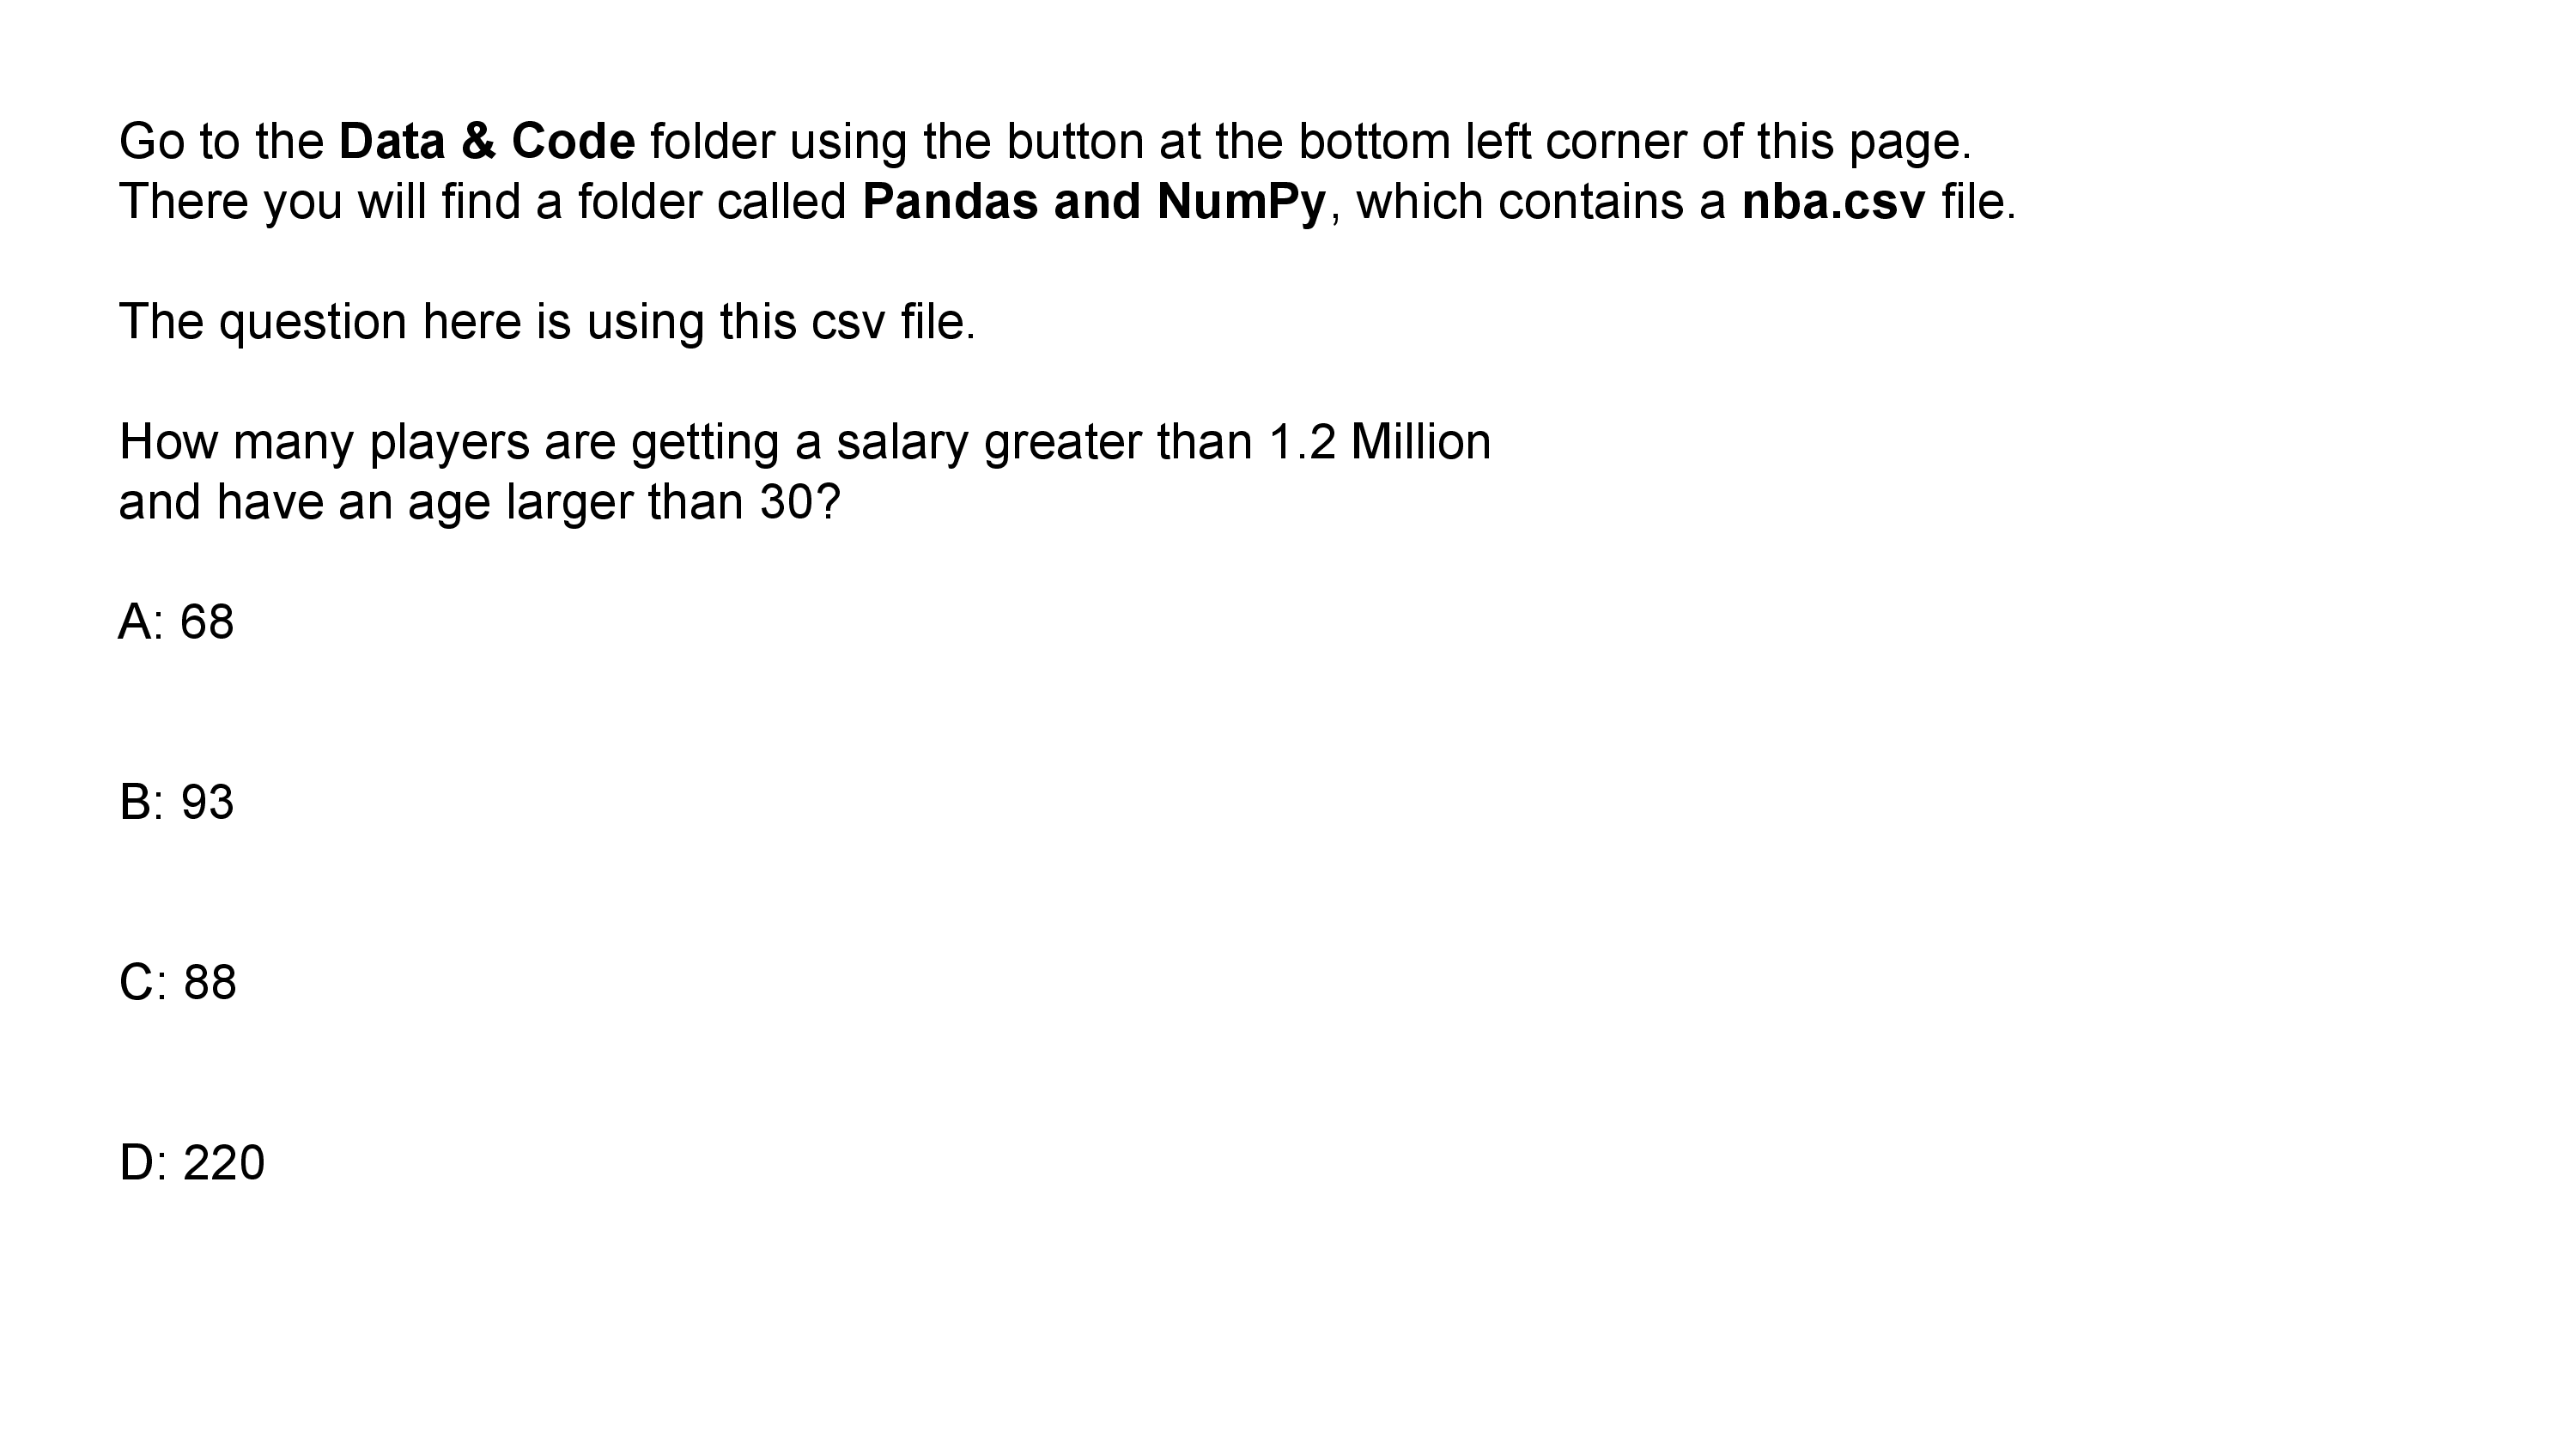 Go to the Data & Code folder using the button at the bottom left corner of this page.
There you will find a folder called Pandas and NumPy, which contains a nba.csv file.
The question here is using this csv file.
How many players are getting a salary greater than 1.2 Million
and have an age larger than 30?
A: 68
B: 93
C: 88
D: 220